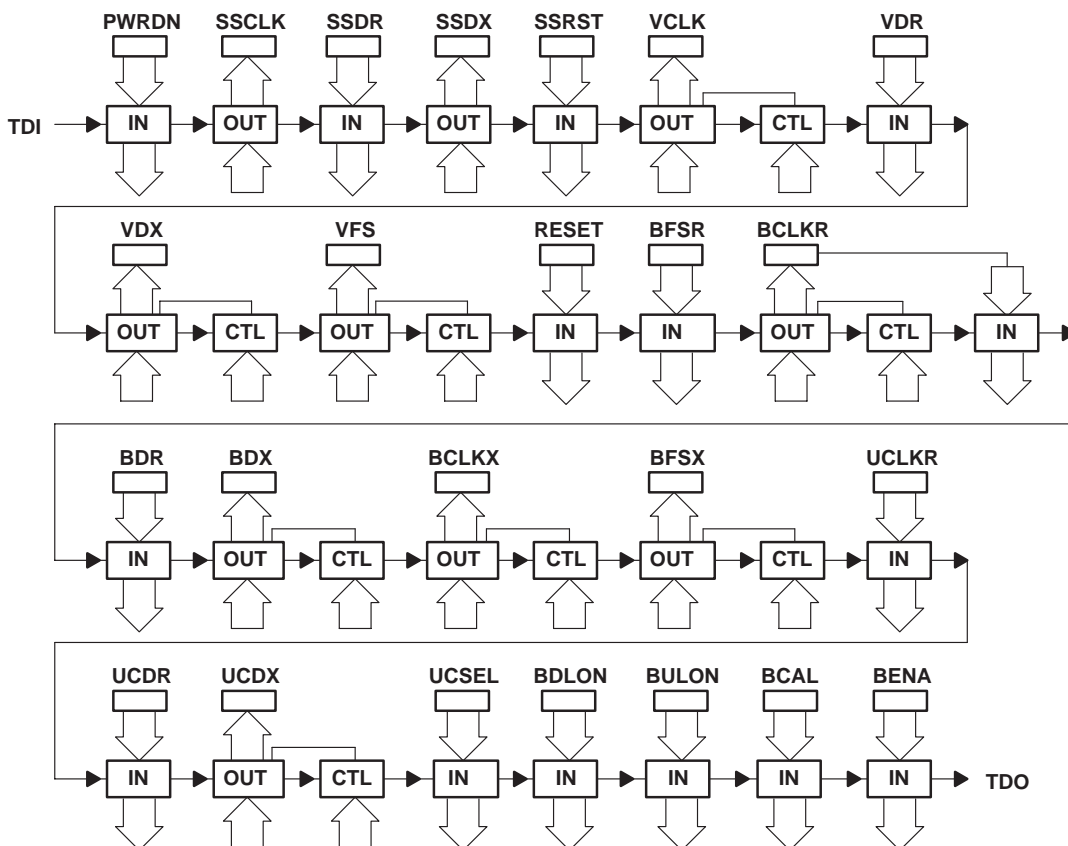 PWRDN SSCLK SSDR SSDX SSRST VCLK VDR
TDI IN OUT IN OUT IN OUT CTL IN
VDX VFS RESET BFSR BCLKR
OUT CTL OUT CTL IN IN OUT CTL IN
BDR BDX BCLKX BFSX UCLKR
IN OUT CTL OUT CTL OUT CTL IN
UCDR UCDX UCSEL BDLON BULON BCAL BENA
IN OUT CTL IN IN IN IN IN TDO